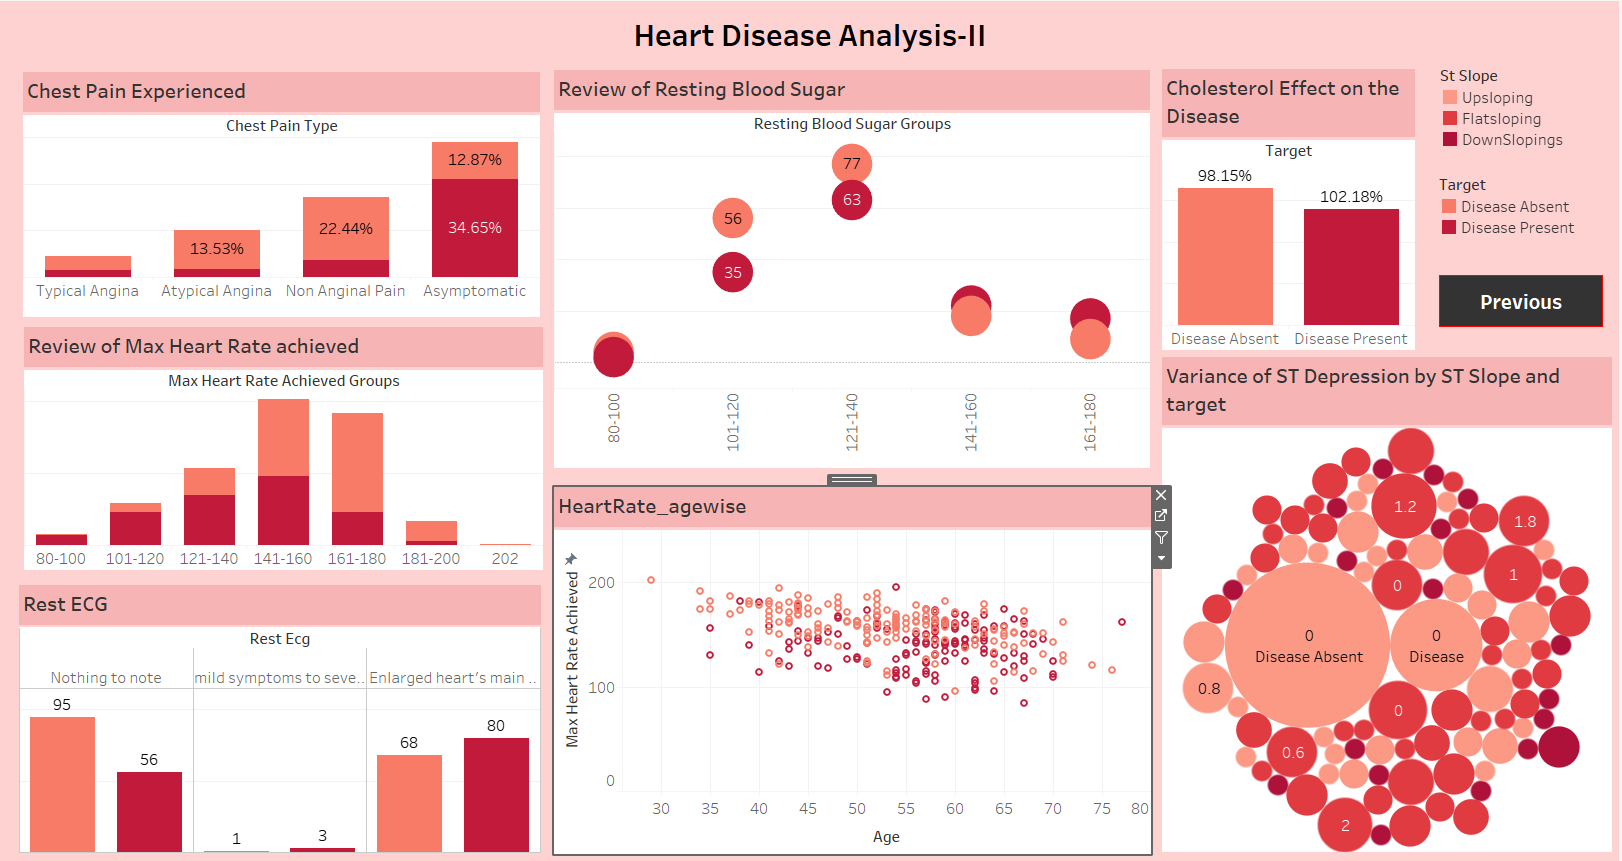 Heart Disease Analysis-II
Chest Pain Experienced
Chest Pain Type
12.87%
34.65%
22.44%
13.53%
Typical Angina
Atypical Angina
Non Anginal Pain
Asymptomatic
Review of Max Heart Rate achieved
Max Heart Rate Achieved Groups
80-100
101-120
121-140
141-160
161-180
181-200
202
Rest ECG
Rest Ecg
Nothing to note
mild symptoms to seve..
Enlarged heart's main ..
95
56
1
3
68
80
Review of Resting Blood Sugar
Resting Blood Sugar Groups
77
63
56
35
80-100
101-120
121-140
141-160
161-180
HeartRate_agewise
Max Heart Rate Achieved
200
100
0
30
35
40
45
50
55
60
65
70
75
80
Age
Cholesterol Effect on the
Disease
Target
98.15%
102.18%
Disease Absent
Disease Present
St Slope
Upsloping
Flatsloping
DownSlopings
Target
Disease Absent
Disease Present
Previous
Variance of ST Depression by ST Slope and
target
1.2
1.8
1
0
0
Disease Absent
0
Disease
0.8
0
0.6
2